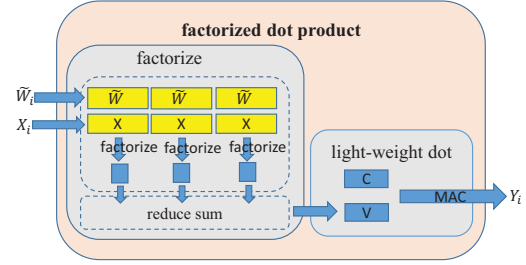 factorized dot product
factorize
W̃ᵢ
W̃ W̃ W̃
Xᵢ
X X X
factorize factorize factorize
reduce sum
light-weight dot
C
V
MAC
Yᵢ